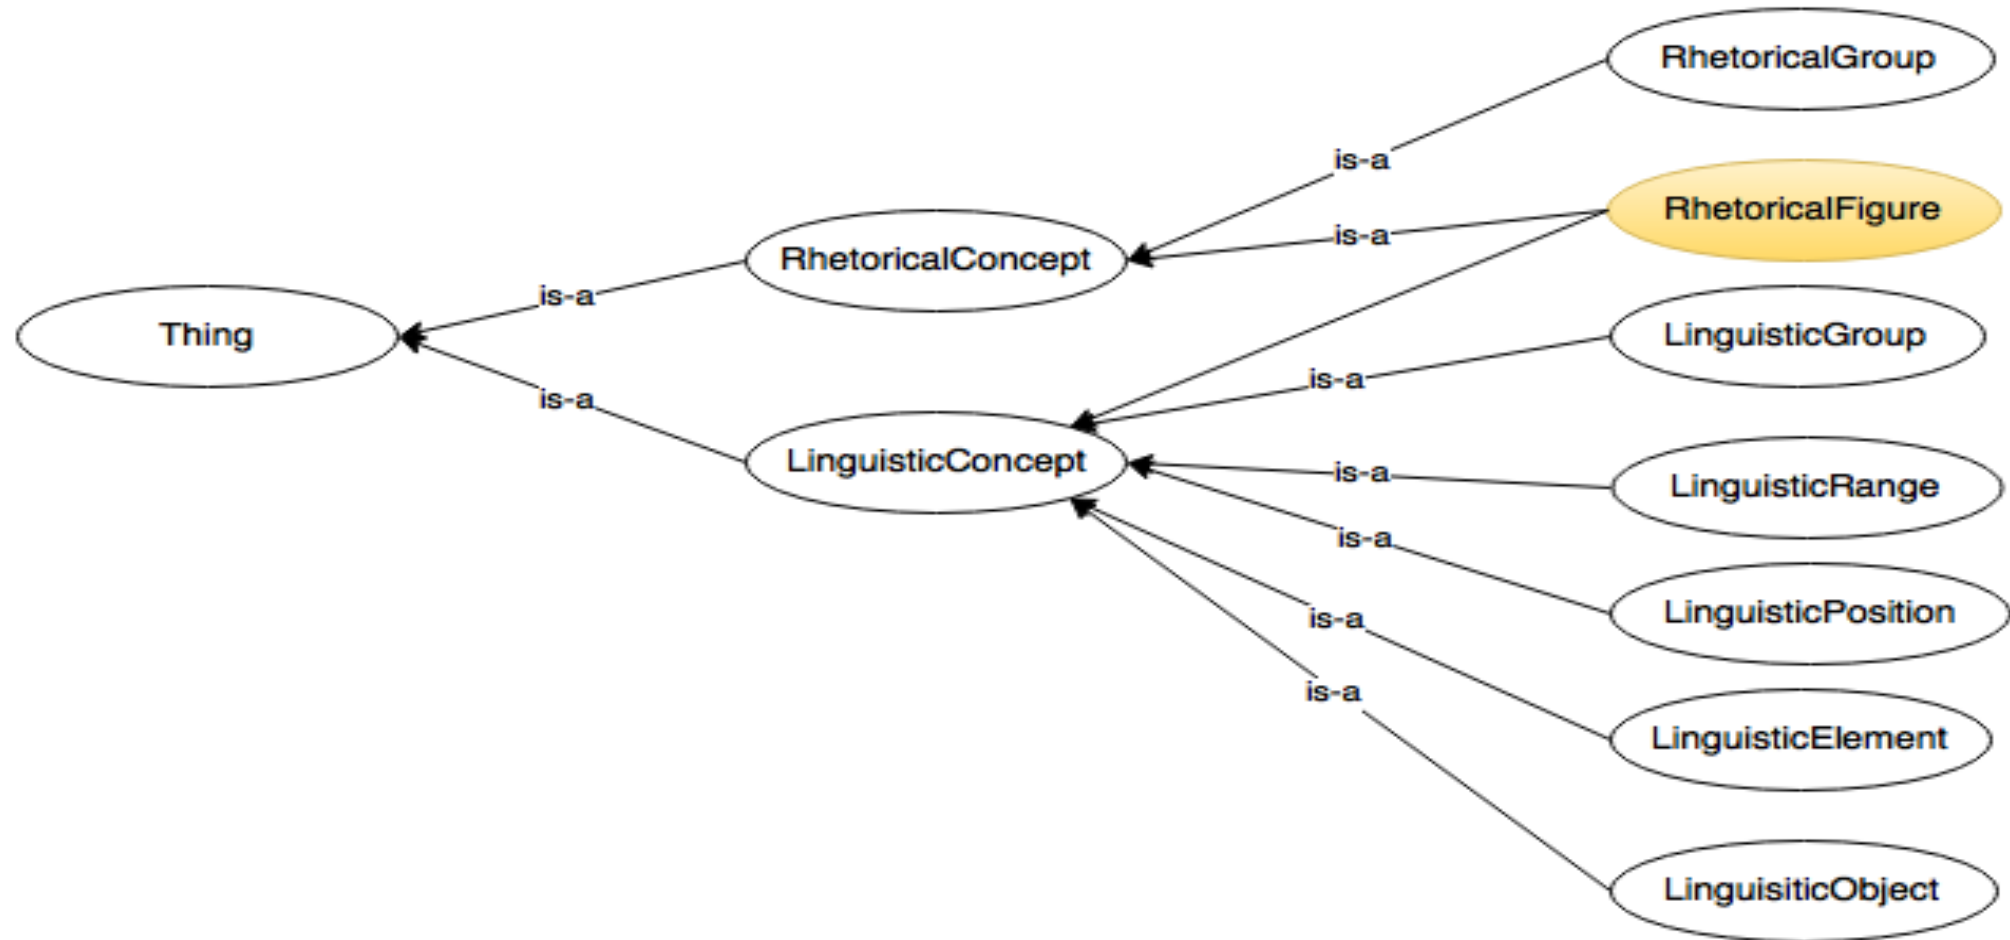 RhetoricalGroup
is-a
RhetoricalFigure
is-a
RhetoricalConcept
is-a
Thing
LinguisticGroup
is-a
is-a
LinguisticConcept
is-a
LinguisticRange
is-a
LinguisticPosition
is-a
LinguisticElement
is-a
LinguisiticObject